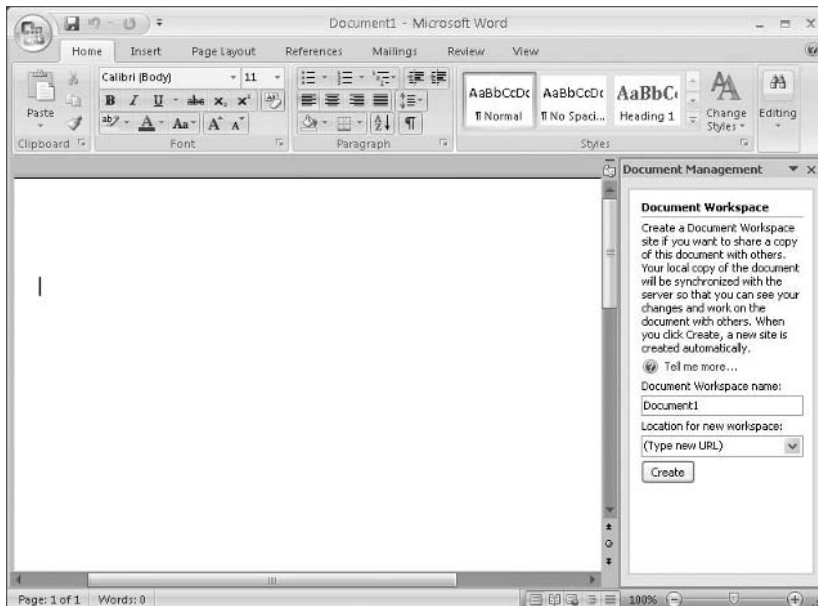 Document1 - Microsoft Word
Home Insert Page Layout References Mailings Review View
Calibri (Body) 11
B I U abc x₂ x²
ab A Aa A A
Paste
AaBbCcDc AaBbCcDc AaBbC
¶ Normal ¶ No Spaci... Heading 1
Change Styles
Editing
Clipboard Font Paragraph Styles
Document Management
Document Workspace
Create a Document Workspace
site if you want to share a copy
of this document with others.
Your local copy of the document
will be synchronized with the
server so that you can see your
changes and work on the
document with others. When
you click Create, a new site is
created automatically.
Tell me more...
Document Workspace name:
Document1
Location for new workspace:
(Type new URL)
Create
Page: 1 of 1 Words: 0 100%